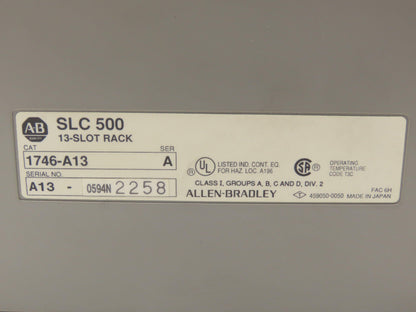 AB
SLC 500
13-SLOT RACK
CAT SER
1746-A13 A
SERIAL NO.
A13 - 0594N 2258
UL LISTED IND. CONT. EQ.
FOR HAZ. LOC. A196
SA OPERATING
TEMPERATURE
CODE T3C
CLASS I, GROUPS A, B, C AND D, DIV. 2
FAC 6H
ALLEN-BRADLEY 459050-0050 MADE IN JAPAN